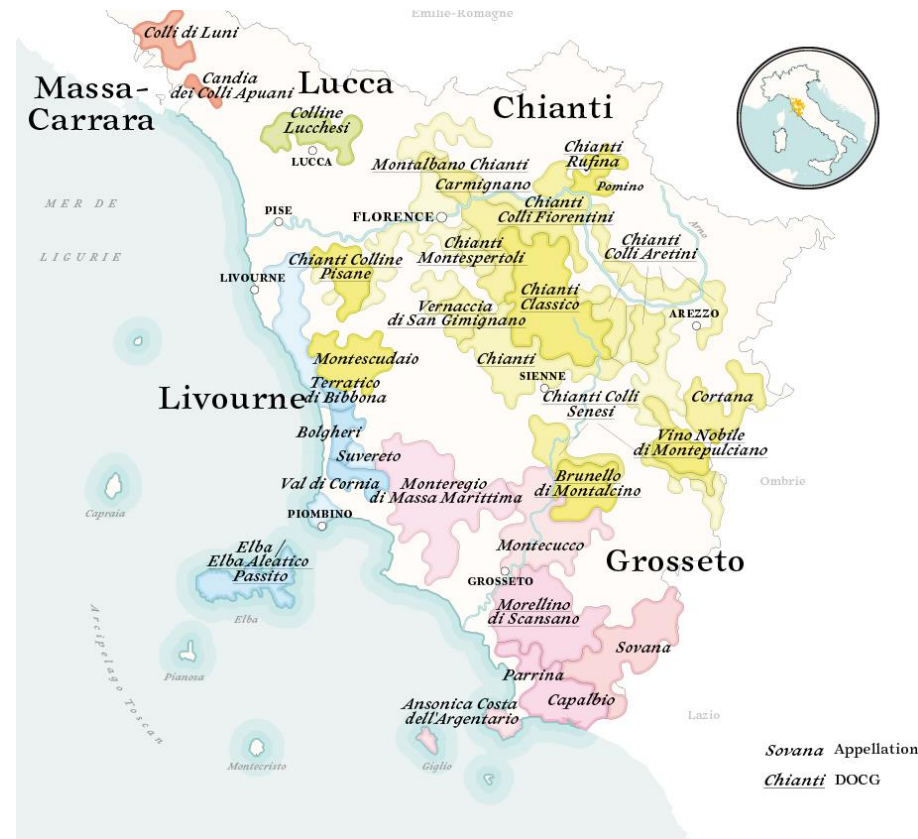 Emilie-Romagne
Colli di Luni
Massa-
Carrara
Candia
dei Colli Apuani
Lucca
Colline
Lucchesi
LUCCA
Chianti
Chianti
Rufina
Pomino
Montalbano Chianti
Carmignano
MER DE
LIGURIE
PISE
FLORENCE
Chianti
Colli Fiorentini
Arno
Chianti
Colli Aretini
Chianti
Montespertoli
Chianti Colline
Pisane
LIVOURNE
Chianti
Classico
Vernaccia
di San Gimignano
AREZZO
Montescudaio
Chianti
SIENNE
Livourne
Terratico
di Bibbona
Chianti Colli
Senesi
Cortana
Bolgheri
Suvereto
Vino Nobile
di Montepulciano
Val di Cornia
Monteregio
di Massa Marittima
Brunello
di Montalcino
Ombrie
Capraia
PIOMBINO
Montecucco
Elba /
Elba Aleatico
Passito
Grosseto
GROSSETO
Elba
Morellino
di Scansano
Sovana
Arcipelago Toscan
Pianosa
Parrina
Capalbio
Ansonica Costa
dell'Argentario
Lazio
Montecristo
Giglio
Sovana Appellation
Chianti DOCG